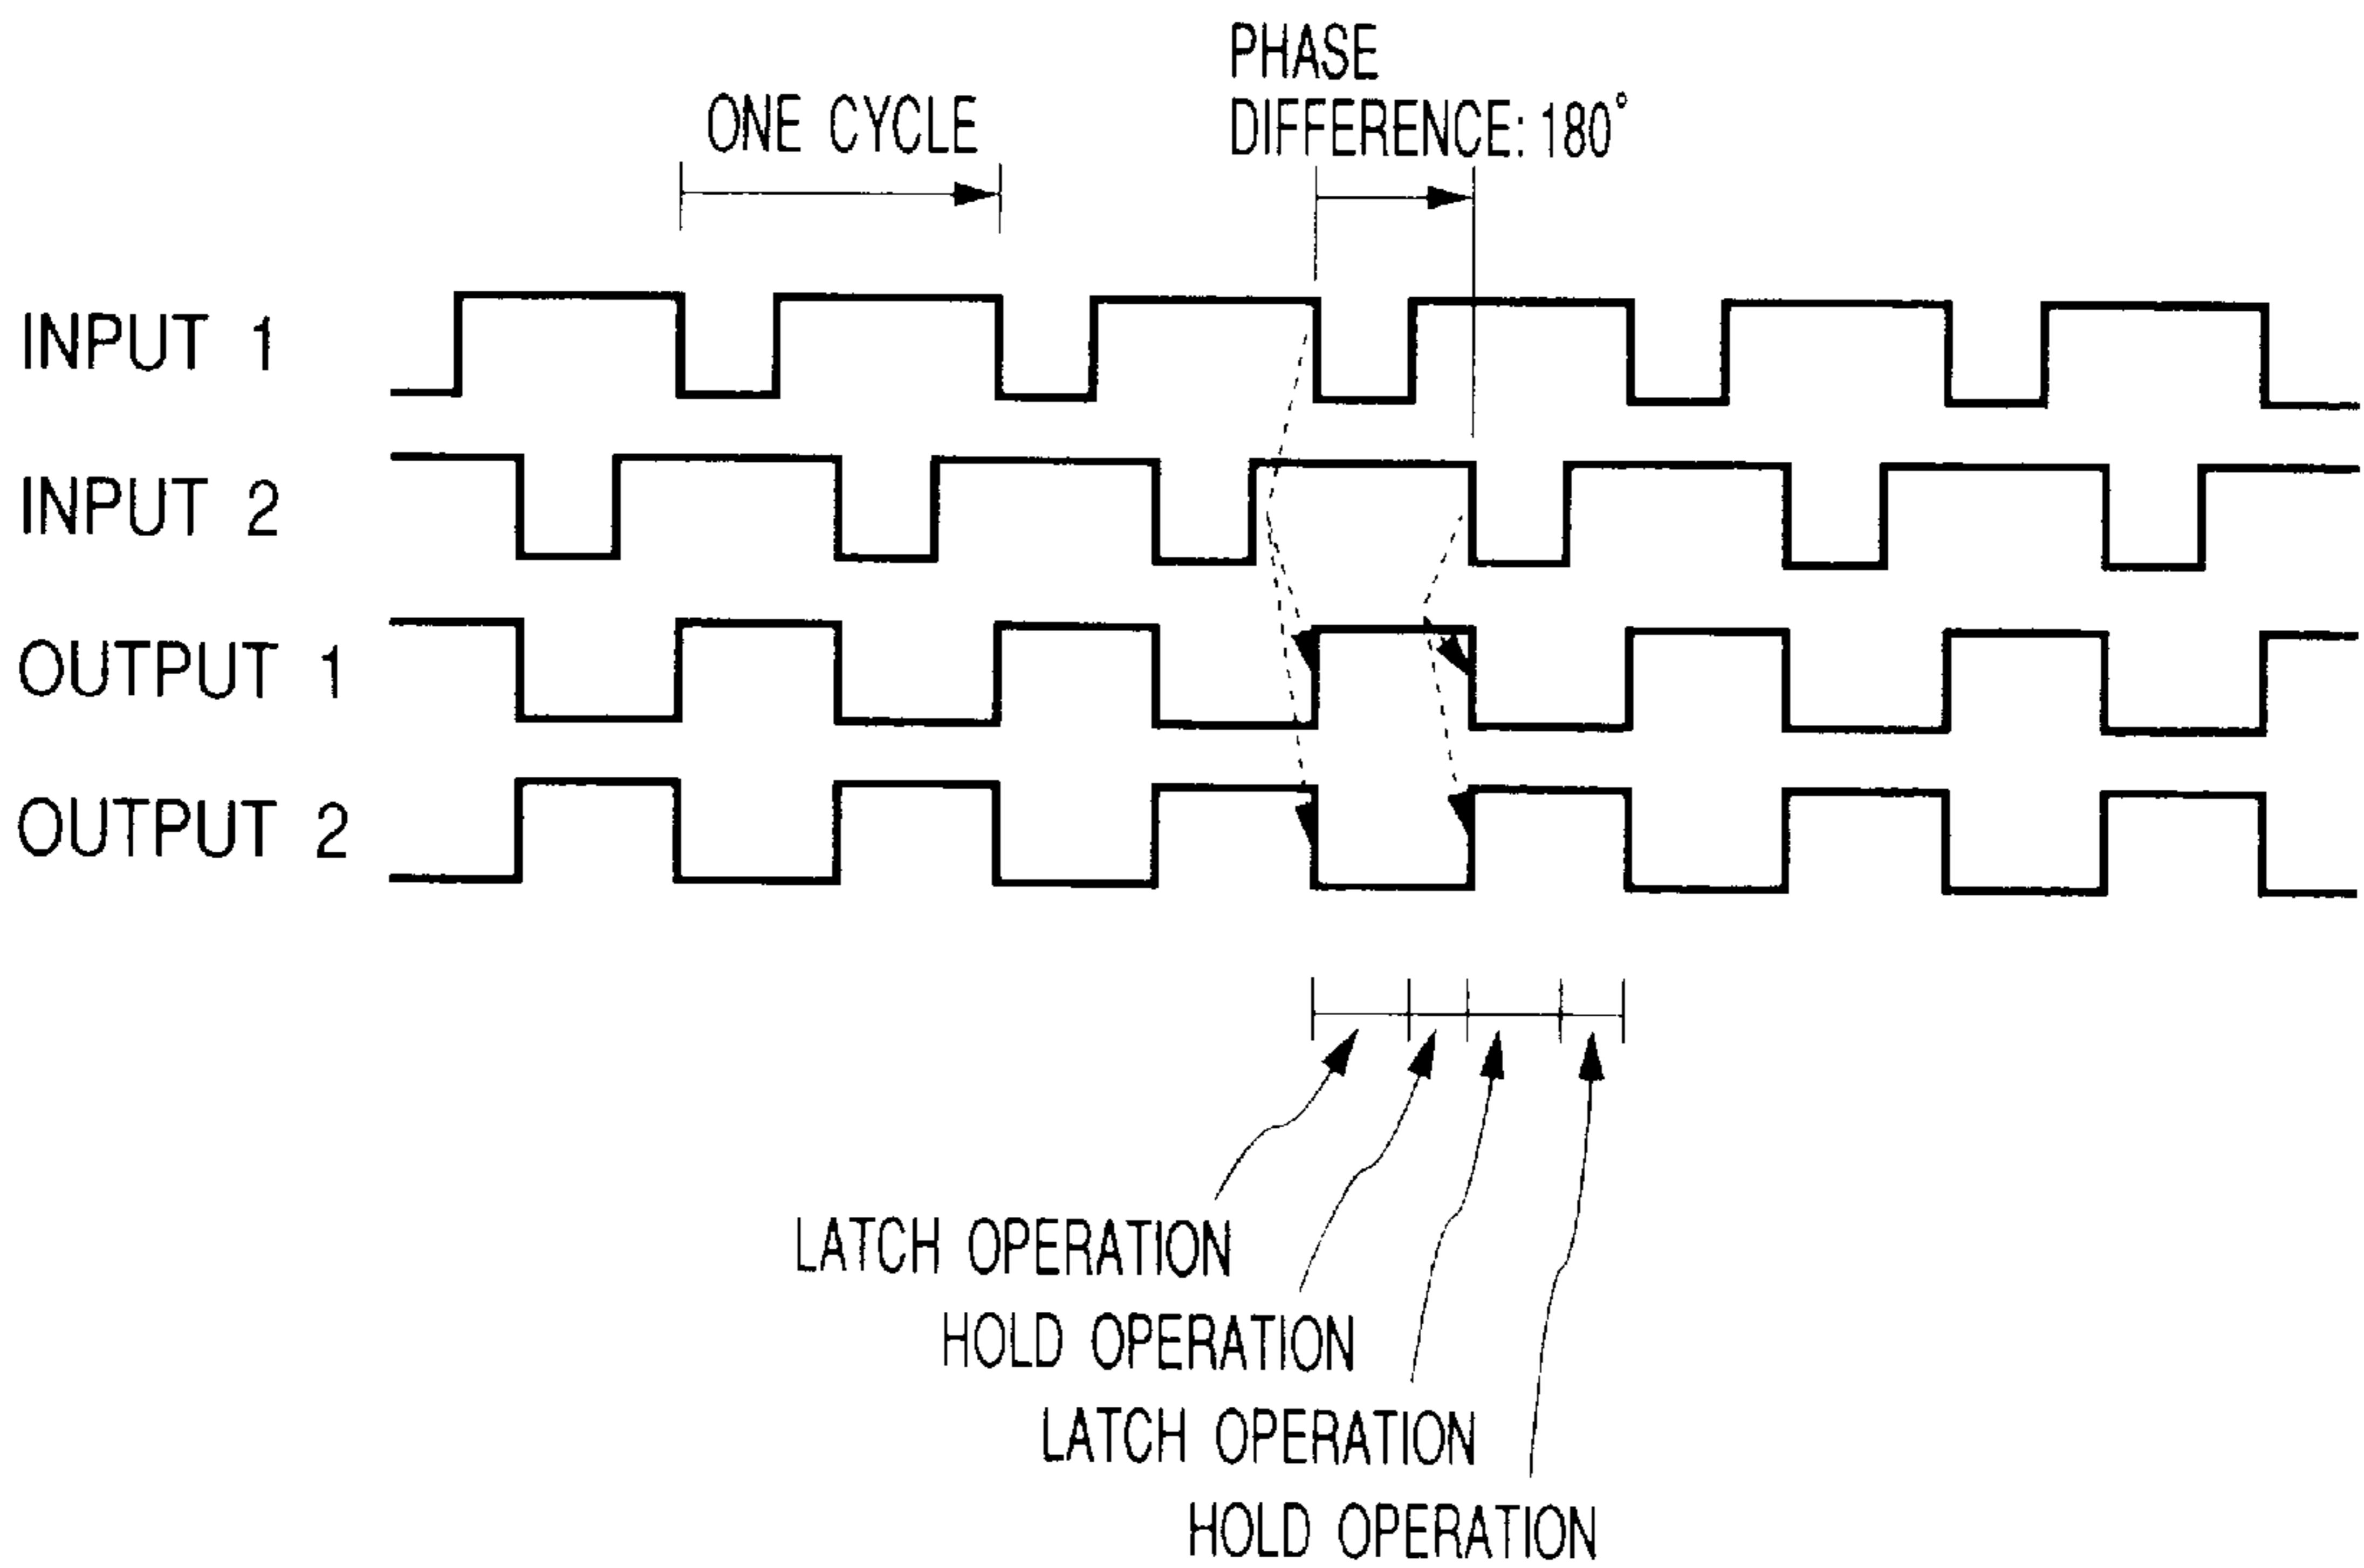 PHASE
DIFFERENCE: 180°
ONE CYCLE
INPUT 1
INPUT 2
OUTPUT 1
OUTPUT 2
LATCH OPERATION
HOLD OPERATION
LATCH OPERATION
HOLD OPERATION